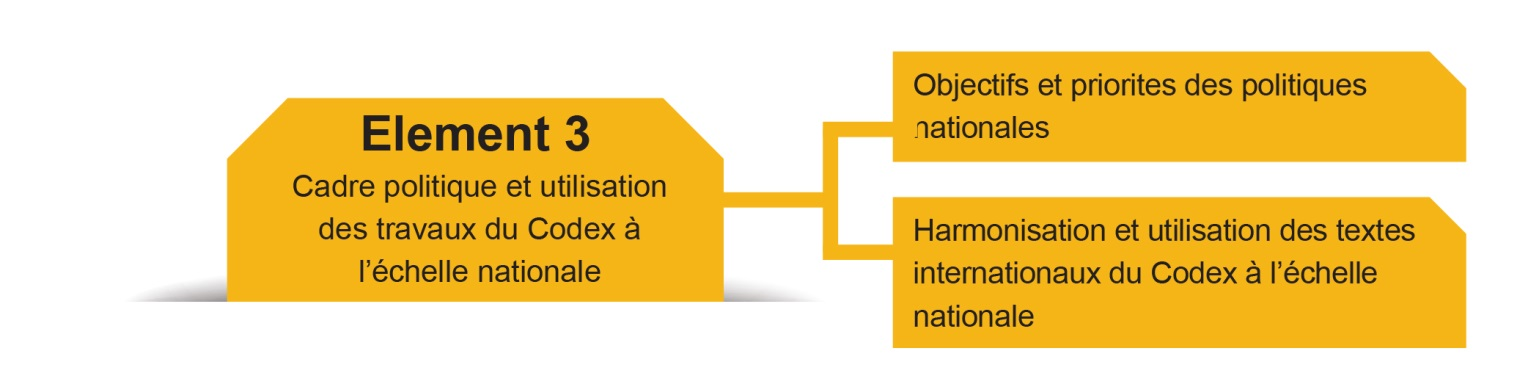 Element 3
Cadre politique et utilisation
des travaux du Codex à
l’échelle nationale
Objectifs et priorites des politiques
nationales
Harmonisation et utilisation des textes
internationaux du Codex à l’échelle
nationale